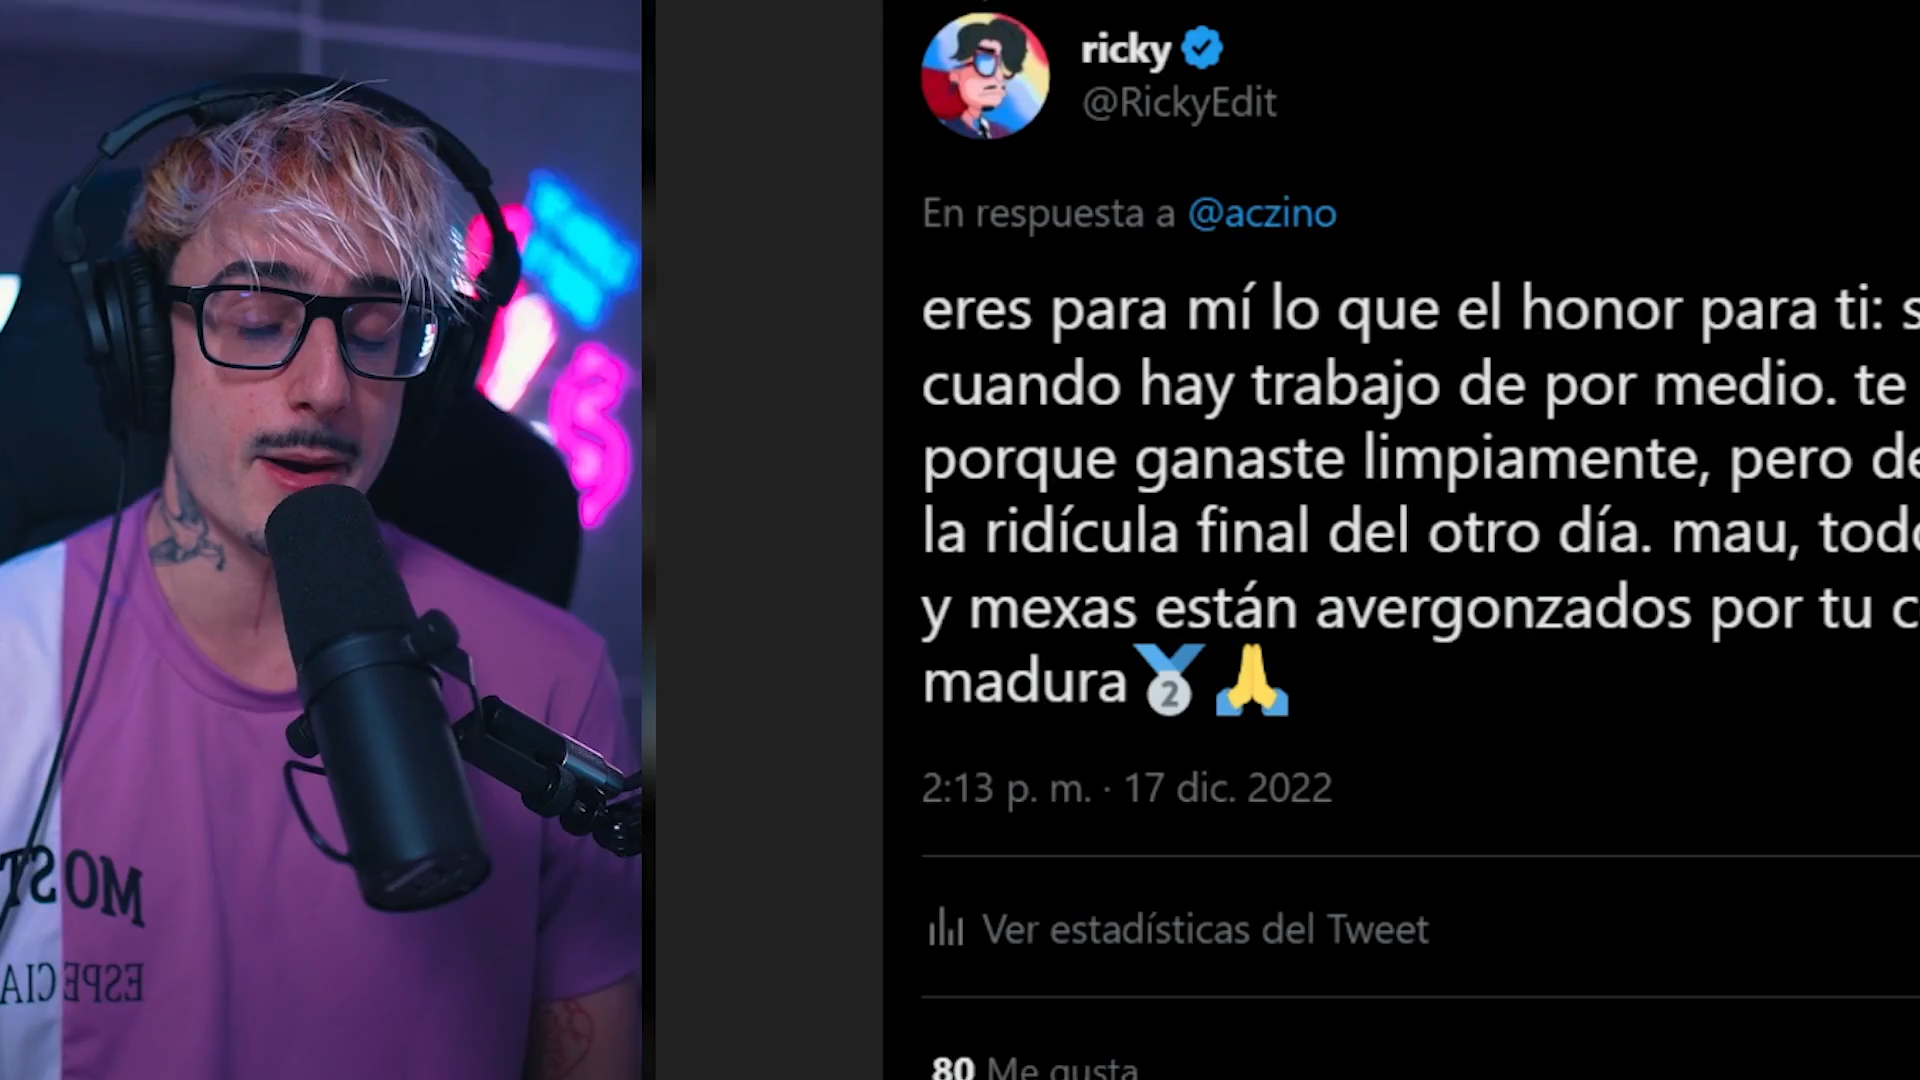 ricky
@RickyEdit
En respuesta a @aczino
eres para mí lo que el honor para ti:
cuando hay trabajo de por medio. te
porque ganaste limpiamente, pero
la ridícula final del otro día. mau,
y mexas están avergonzados por tu
madura🥈🙏
2:13 p. m. · 17 dic. 2022
Ver estadísticas del Tweet
80 Me gusta
MOST
ESPECIA